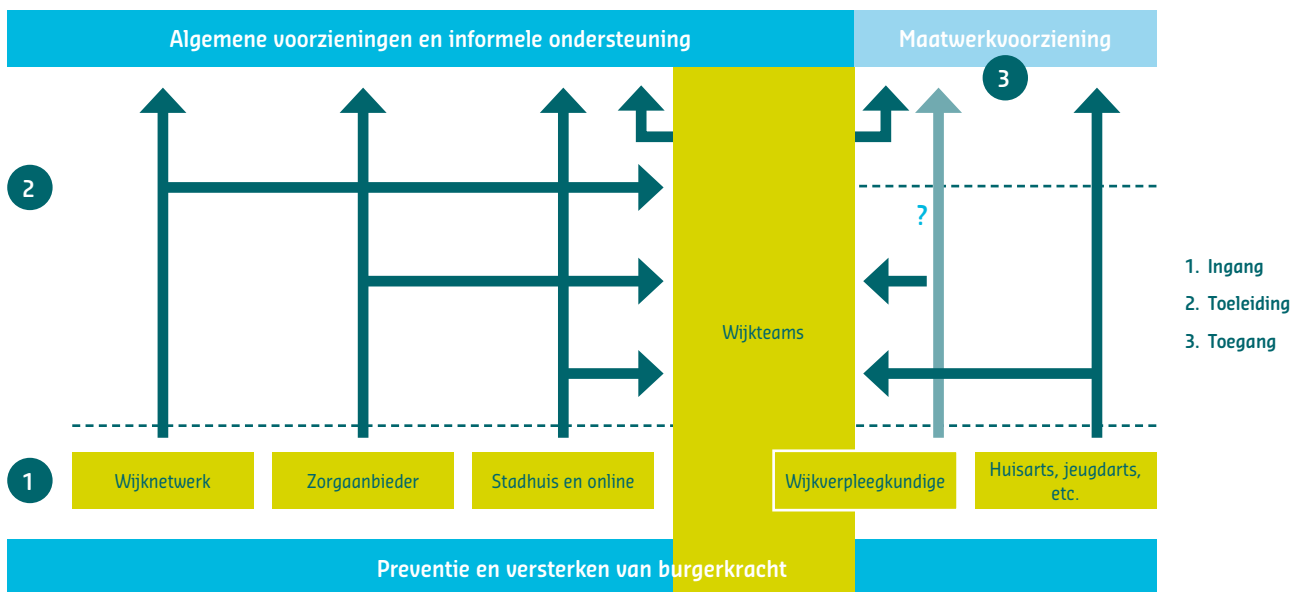 Algemene voorzieningen en informele ondersteuning
Maatwerkvoorziening
3
2
?
1. Ingang
2. Toeleiding
3. Toegang
Wijkteams
1
Wijknetwerk
Zorgaanbieder
Stadhuis en online
Wijkverpleegkundige
Huisarts, jeugdarts,
etc.
Preventie en versterken van burgerkracht